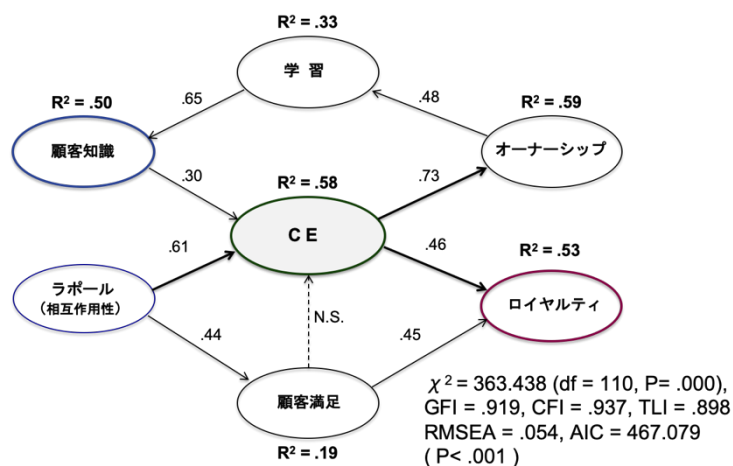 R² = .33
学 習
R² = .50
.65
.48
R² = .59
顧客知識
オーナーシップ
.30
R² = .58
.73
CE
.61
.46
R² = .53
ラポール
(相互作用性)
N.S.
ロイヤルティ
.44
.45
顧客満足
R² = .19
χ² = 363.438 (df = 110, P= .000),
GFI = .919, CFI = .937, TLI = .898
RMSEA = .054, AIC = 467.079
( P< .001 )